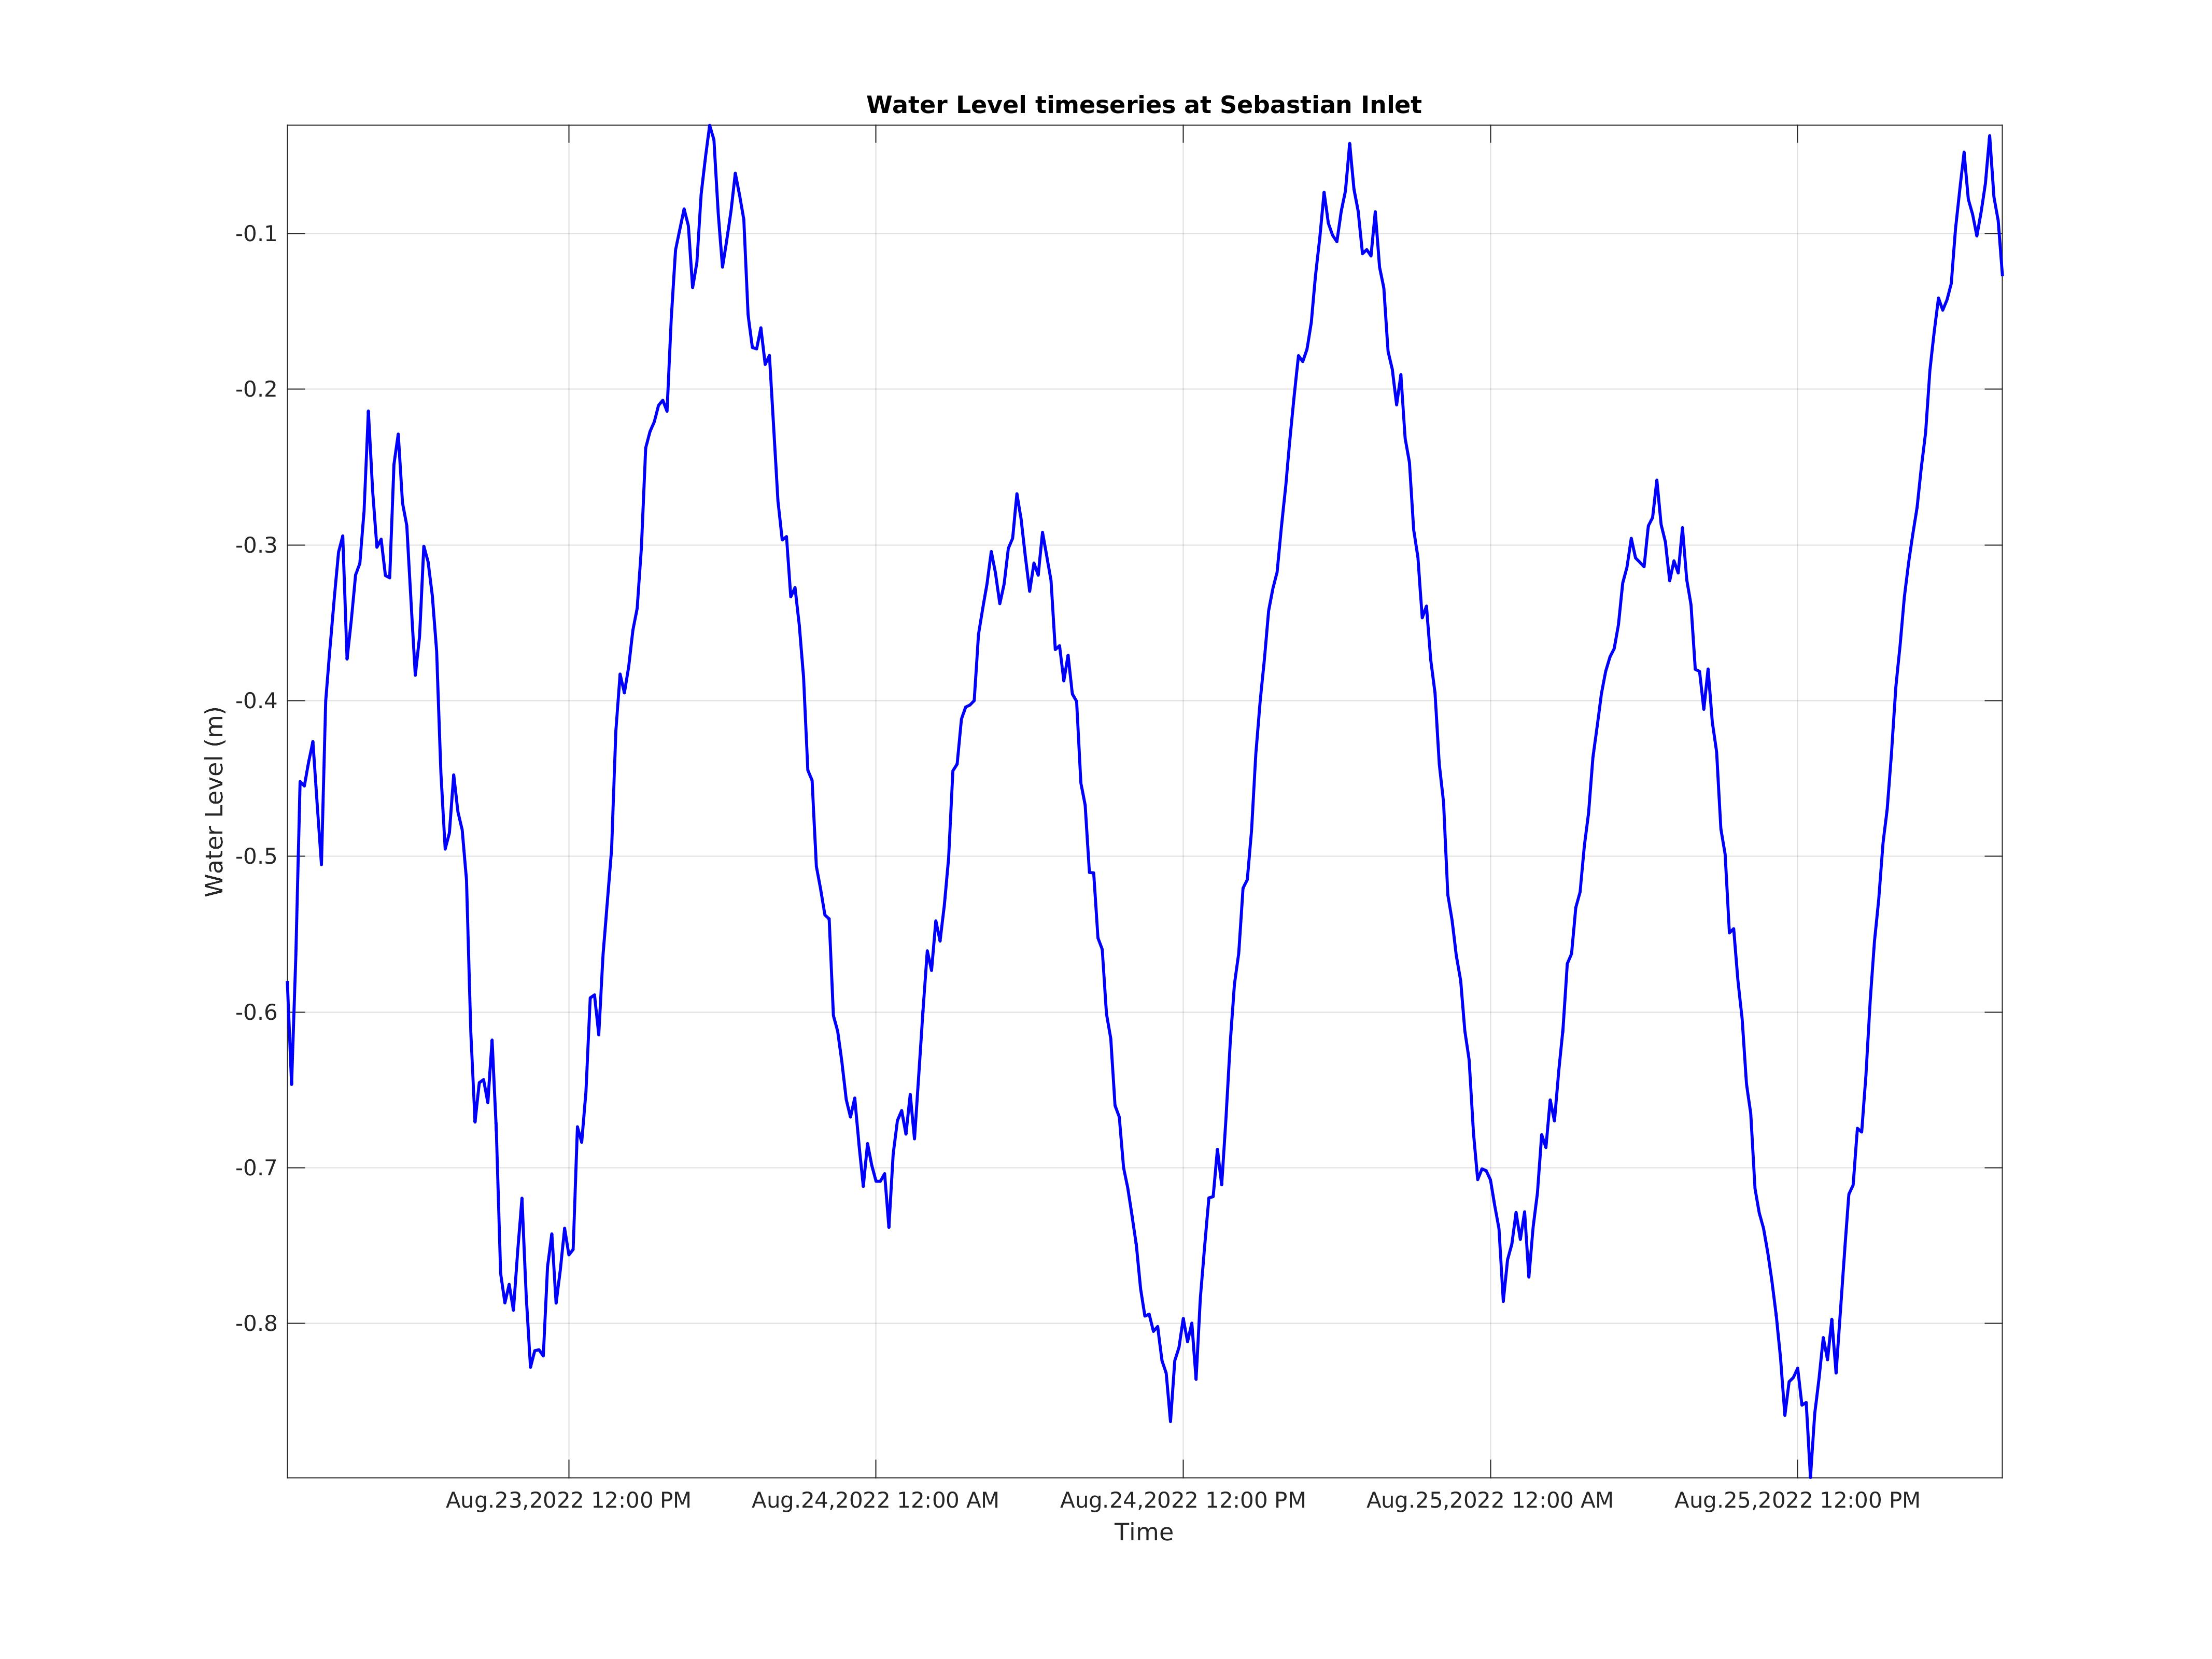 Water Level timeseries at Sebastian Inlet
-0.1
-0.2
-0.3
-0.4
-0.5
-0.6
-0.7
-0.8
Water Level (m)
Aug.23,2022 12:00 PM
Aug.24,2022 12:00 AM
Aug.24,2022 12:00 PM
Aug.25,2022 12:00 AM
Aug.25,2022 12:00 PM
Time